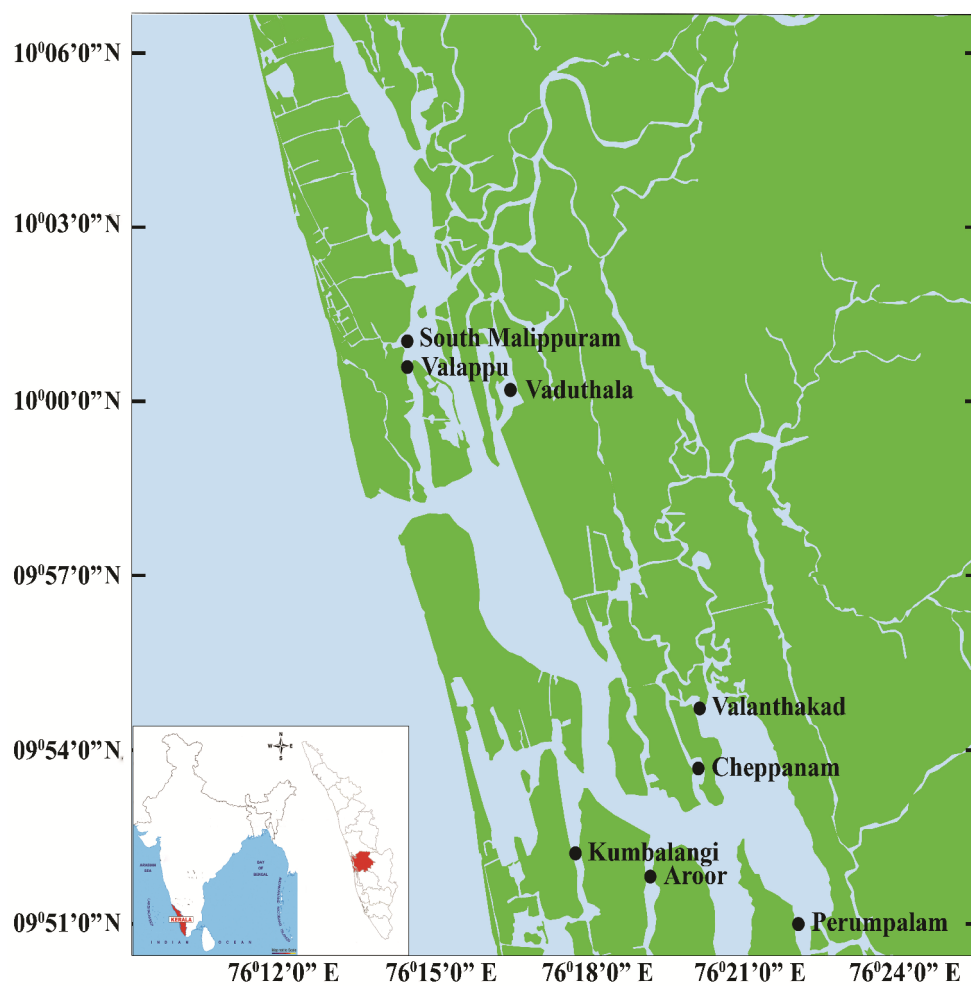 10⁰06’0”N
10⁰03’0”N
South Malippuram
Valappu
Vaduthala
10⁰00’0”N
09⁰57’0”N
Valanthakad
09⁰54’0”N
Cheppanam
Kumbalangi
Aroor
09⁰51’0”N
Perumpalam
N
W
E
S
ARABIAN
SEA
BAY
OF
BENGAL
KERALA
INDIAN OCEAN
76⁰12’0” E
76⁰15’0” E
76⁰18’0” E
76⁰21’0” E
76⁰24’0” E